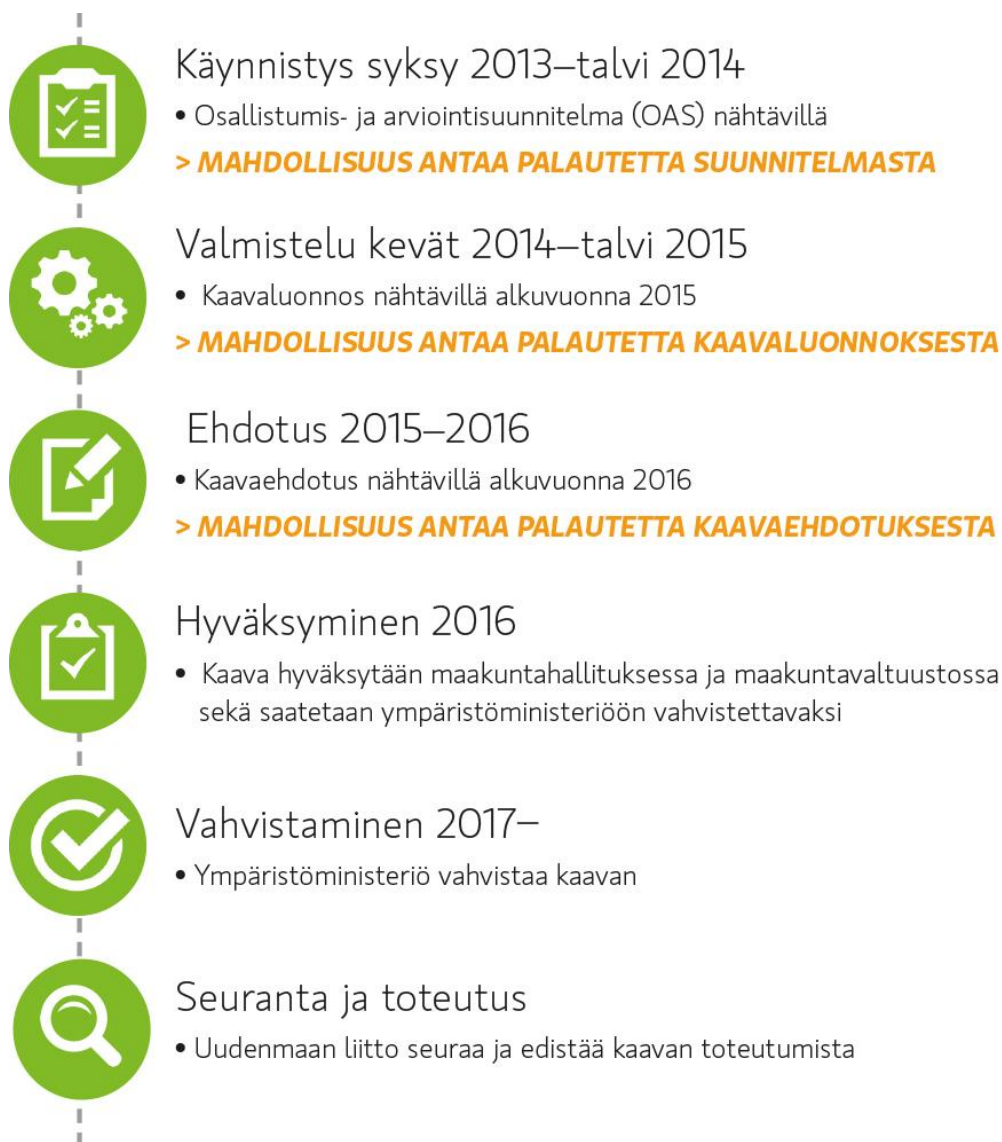 Käynnistys syksy 2013–talvi 2014
• Osallistumis- ja arviointisuunnitelma (OAS) nähtävillä
> MAHDOLLISUUS ANTAA PALAUTETTA SUUNNITELMASTA
Valmistelu kevät 2014–talvi 2015
• Kaavaluonnos nähtävillä alkuvuonna 2015
> MAHDOLLISUUS ANTAA PALAUTETTA KAAVALUONNOKSESTA
Ehdotus 2015–2016
• Kaavaehdotus nähtävillä alkuvuonna 2016
> MAHDOLLISUUS ANTAA PALAUTETTA KAAVAEHDOTUKSESTA
Hyväksyminen 2016
• Kaava hyväksytään maakuntahallituksessa ja maakuntavaltuustossa
sekä saatetaan ympäristöministeriöön vahvistettavaksi
Vahvistaminen 2017–
• Ympäristöministeriö vahvistaa kaavan
Seuranta ja toteutus
• Uudenmaan liitto seuraa ja edistää kaavan toteutumista